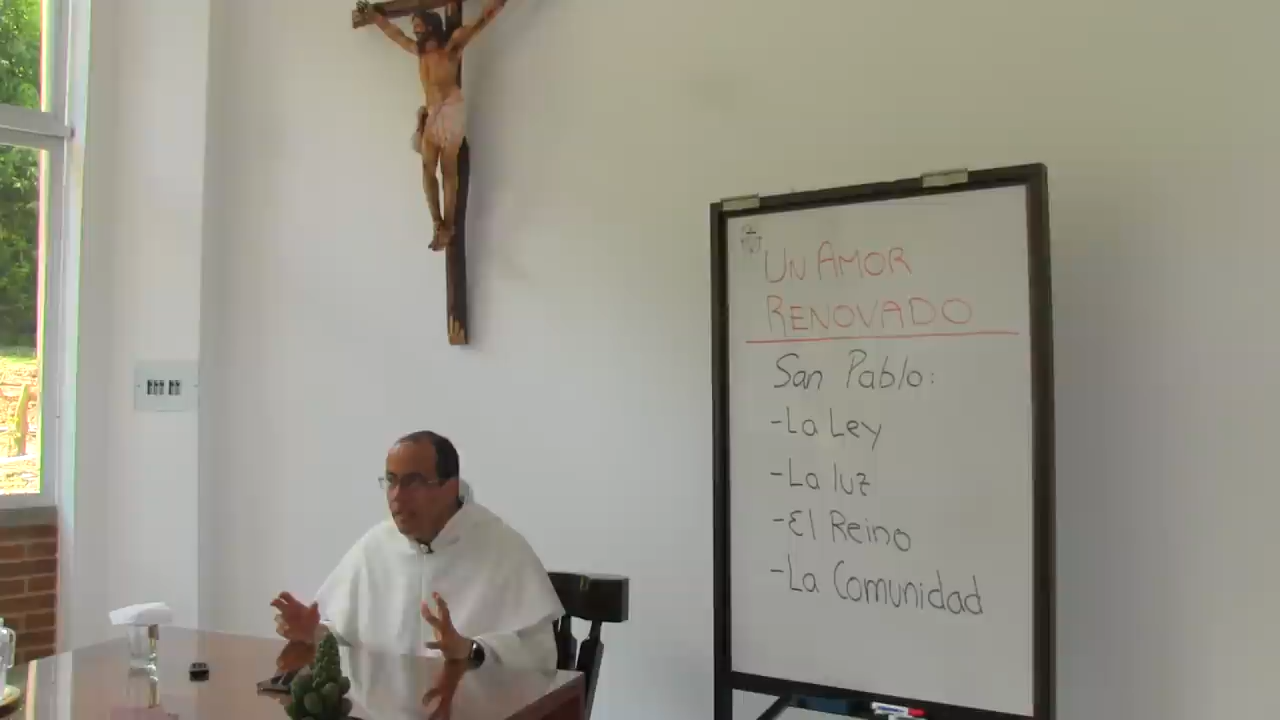 UN AMOR
RENOVADO
San Pablo:
-La Ley
-La luz
-El Reino
-La Comunidad